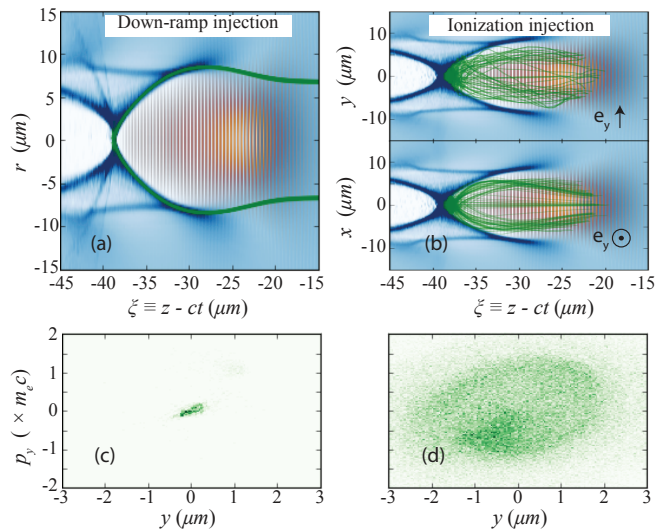 Down-ramp injection
Ionization injection
15
10
5
0
-5
-10
-15
r (μm)
(a)
-45 -40 -35 -30 -25 -20 -15
ξ ≡ z - ct (μm)
10
0
-10
y (μm)
e_y
10
0
-10
x (μm)
(b)
e_y
-45 -40 -35 -30 -25 -20 -15
ξ ≡ z - ct (μm)
2
1
0
-1
-2
p_y ( × m_e c)
(c)
-3 -2 -1 0 1 2 3
y (μm)
(d)
-3 -2 -1 0 1 2 3
y (μm)